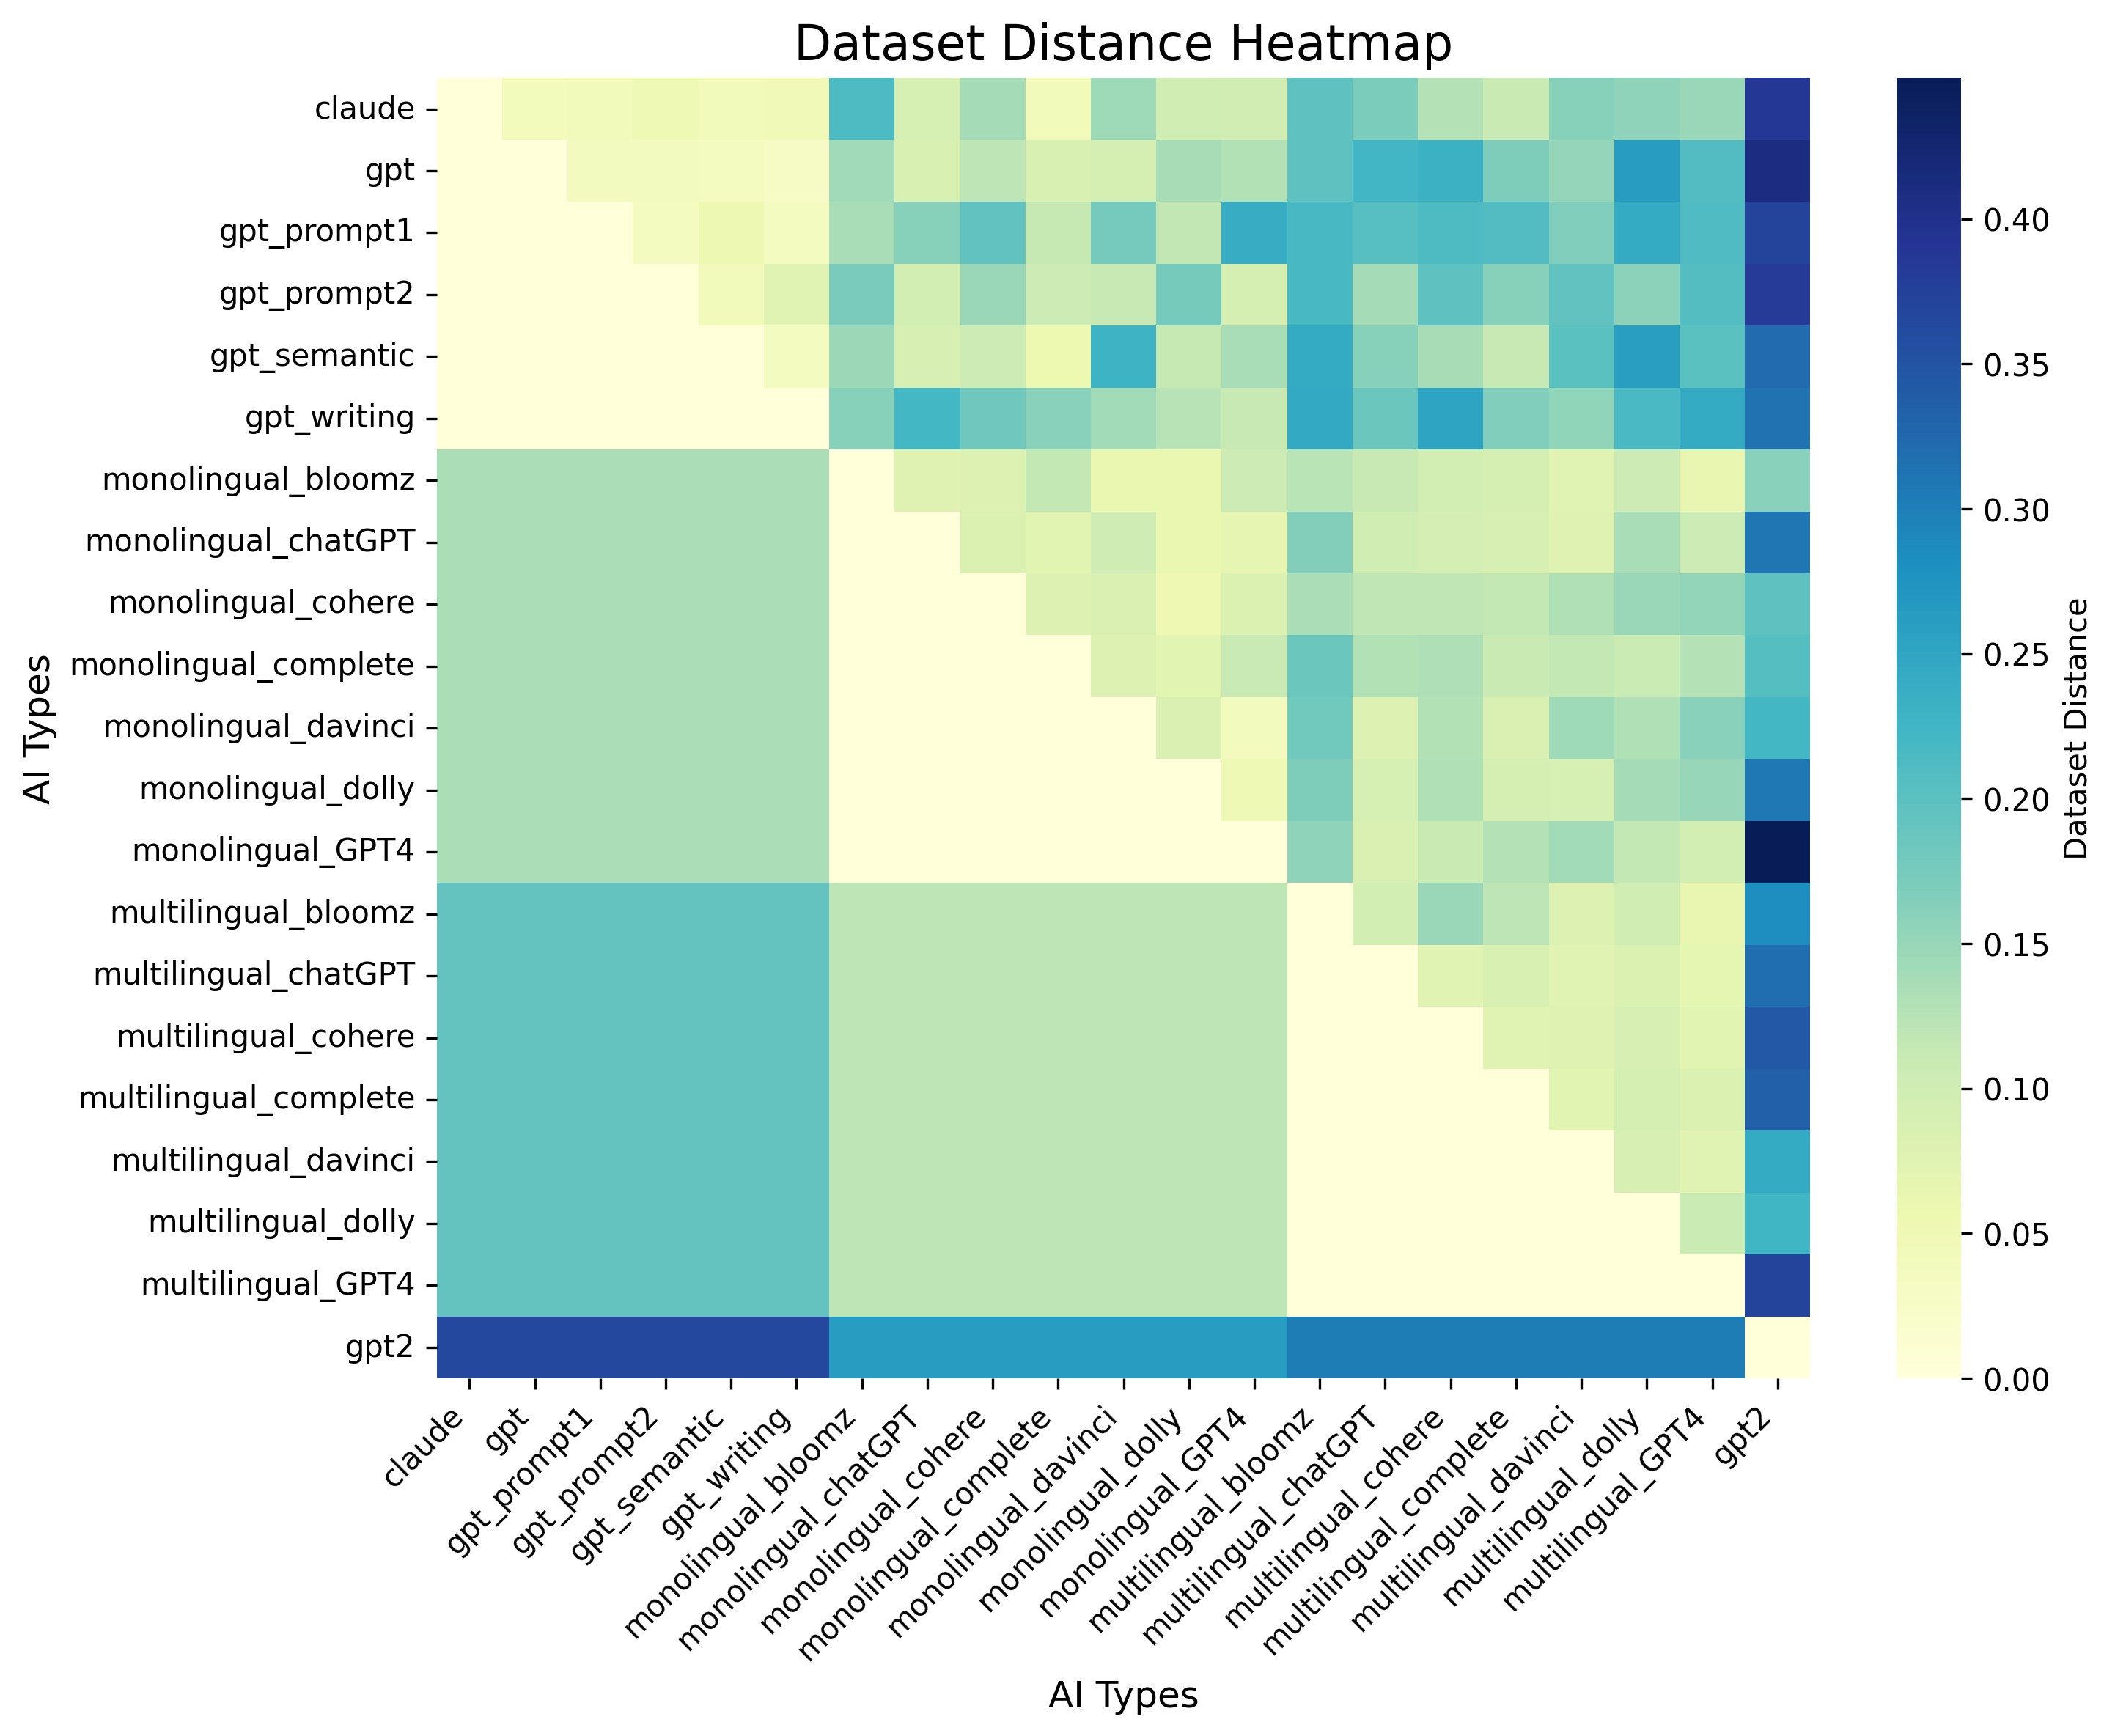 Dataset Distance Heatmap
claude
gpt
gpt_prompt1
gpt_prompt2
gpt_semantic
gpt_writing
monolingual_bloomz
monolingual_chatGPT
monolingual_cohere
monolingual_complete
monolingual_davinci
monolingual_dolly
monolingual_GPT4
multilingual_bloomz
multilingual_chatGPT
multilingual_cohere
multilingual_complete
multilingual_davinci
multilingual_dolly
multilingual_GPT4
gpt2
AI Types
claude
gpt
gpt_prompt1
gpt_prompt2
gpt_semantic
gpt_writing
monolingual_bloomz
monolingual_chatGPT
monolingual_cohere
monolingual_complete
monolingual_davinci
monolingual_dolly
monolingual_GPT4
multilingual_bloomz
multilingual_chatGPT
multilingual_cohere
multilingual_complete
multilingual_davinci
multilingual_dolly
multilingual_GPT4
gpt2
AI Types
0.40
0.35
0.30
0.25
0.20
0.15
0.10
0.05
0.00
Dataset Distance